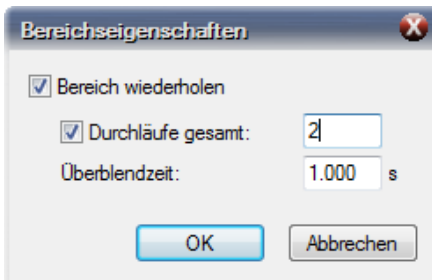 Bereichseigenschaften
Bereich wiederholen
Durchläufe gesamt: 2
Überblendzeit: 1.000 s
OK Abbrechen